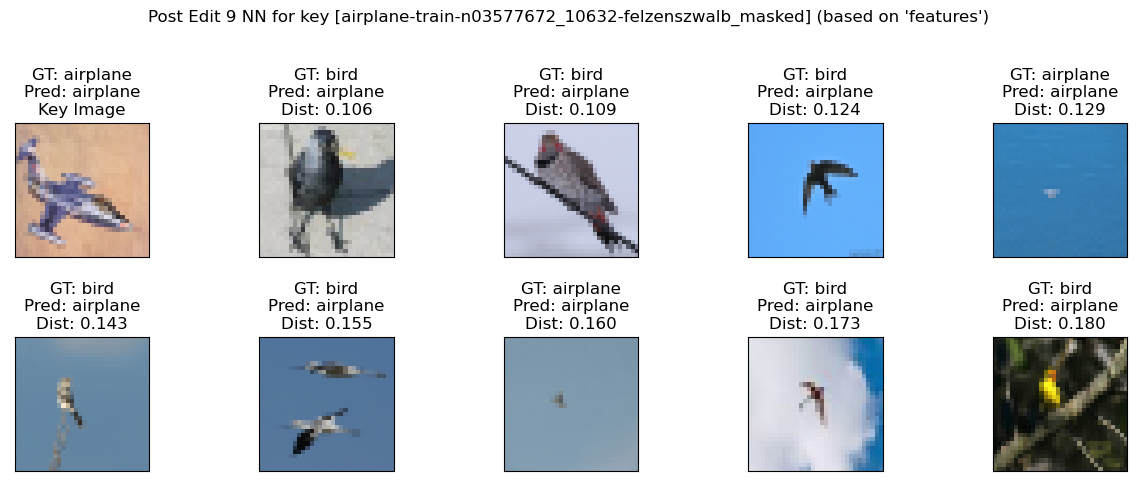 Post Edit 9 NN for key [airplane-train-n03577672_10632-felzenszwalb_masked] (based on 'features')
GT: airplane
Pred: airplane
Key Image
GT: bird
Pred: airplane
Dist: 0.106
GT: bird
Pred: airplane
Dist: 0.109
GT: bird
Pred: airplane
Dist: 0.124
GT: airplane
Pred: airplane
Dist: 0.129
GT: bird
Pred: airplane
Dist: 0.143
GT: bird
Pred: airplane
Dist: 0.155
GT: airplane
Pred: airplane
Dist: 0.160
GT: bird
Pred: airplane
Dist: 0.173
GT: bird
Pred: airplane
Dist: 0.180